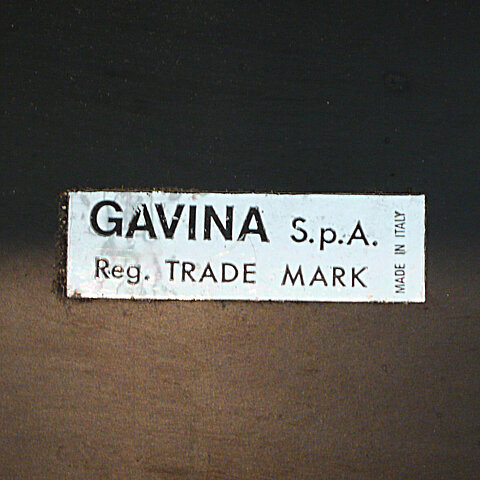 GAVINA S.p.A.
Reg. TRADE MARK
MADE IN ITALY